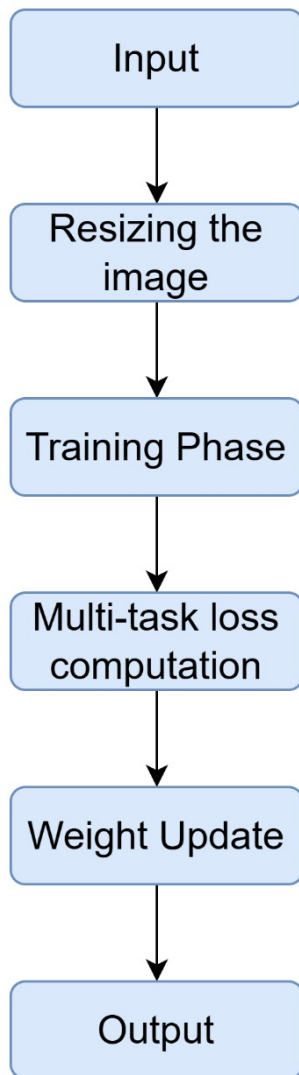 Input
Resizing the
image
Training Phase
Multi-task loss
computation
Weight Update
Output